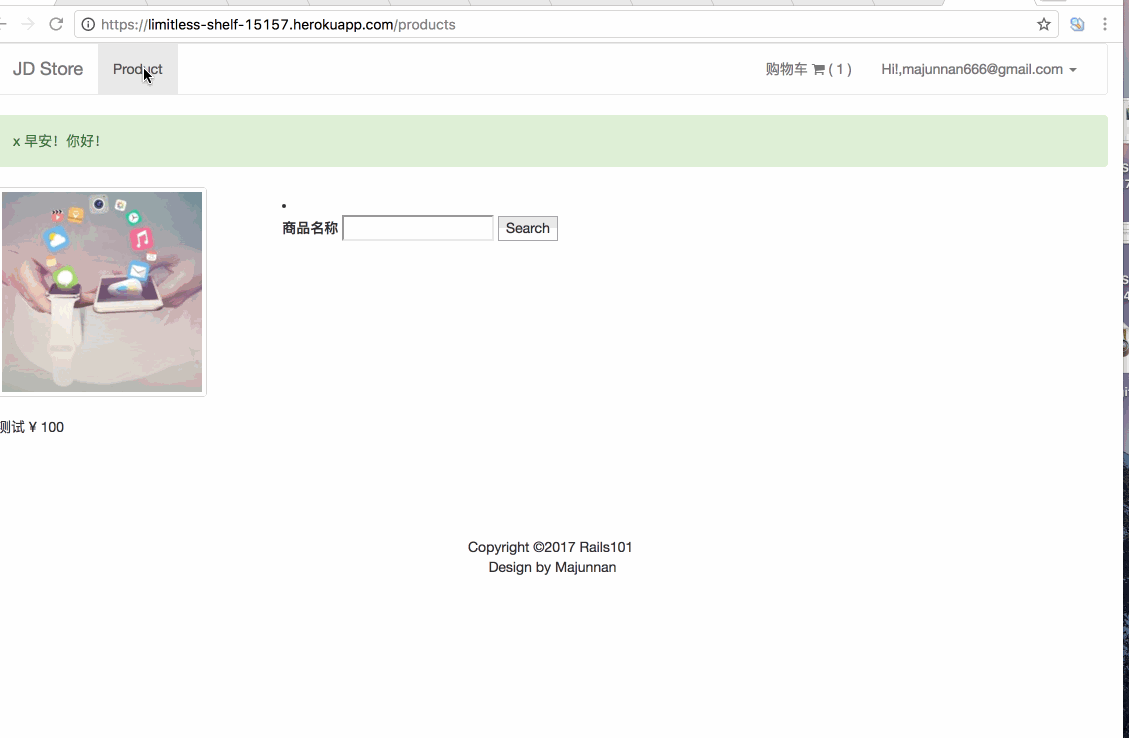 https://limitless-shelf-15157.herokuapp.com/products
JD Store Product 购物车 ( 1 ) Hi!,majunnan666@gmail.com
x 早安！你好！
商品名称 Search
测试 ¥ 100
Copyright ©2017 Rails101
Design by Majunnan